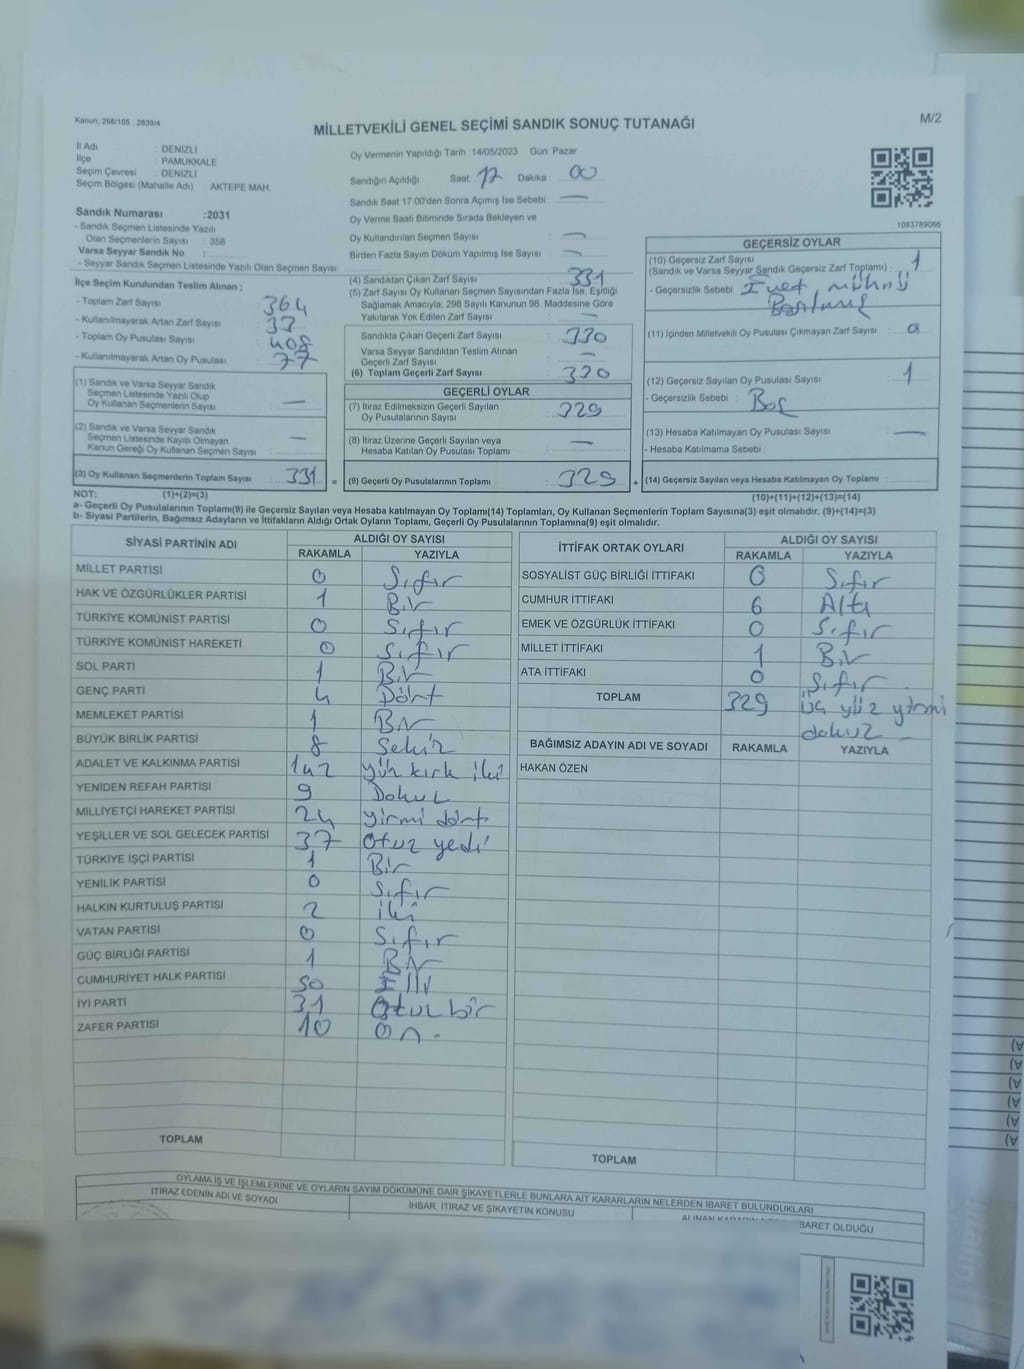 Kanun; 298/105 , 2839/4
MİLLETVEKİLİ GENEL SEÇİMİ SANDIK SONUÇ TUTANAĞI
M/2
İl Adı : DENİZLİ
İlçe : PAMUKKALE
Seçim Çevresi : DENİZLİ
Seçim Bölgesi (Mahalle Adı) : AKTEPE MAH.
Sandık Numarası :2031
- Sandık Seçmen Listesinde Yazılı
Olan Seçmenlerin Sayısı : 358
Varsa Seyyar Sandık No :
- Seyyar Sandık Seçmen Listesinde Yazılı Olan Seçmen Sayısı :
İlçe Seçim Kurulundan Teslim Alınan ;
- Toplam Zarf Sayısı 364
- Kullanılmayarak Artan Zarf Sayısı : 33
- Toplam Oy Pusulası Sayısı 408
- Kullanılmayarak Artan Oy Pusulası : 77
(1) Sandık ve Varsa Seyyar Sandık
Seçmen Listesinde Yazılı Olup
Oy Kullanan Seçmenlerin Sayısı —
(2) Sandık ve Varsa Seyyar Sandık
Seçmen Listesinde Kayıtlı Olmayan
Kanun Gereği Oy Kullanan Seçmen Sayısı —
(3) Oy Kullanan Seçmenlerin Toplam Sayısı 331
Oy Vermenin Yapıldığı Tarih :14/05/2023 Gün: Pazar
Sandığın Açıldığı Saat: 17 Dakika : 00
Sandık Saat 17:00'den Sonra Açımış İse Sebebi : —
Oy Verme Saati Bitiminde Sırada Bekleyen ve
Oy Kullandırılan Seçmen Sayısı : —
Birden Fazla Sayım Döküm Yapılmış İse Sayısı : —
(4) Sandıktan Çıkan Zarf Sayısı 331
(5) Zarf Sayısı Oy Kullanan Seçmen Sayısından Fazla İse, Eşitliği
Sağlamak Amacıyla, 298 Sayılı Kanunun 98. Maddesine Göre
Yakılarak Yok Edilen Zarf Sayısı : —
Sandıkta Çıkan Geçerli Zarf Sayısı : 330
Varsa Seyyar Sandıktan Teslim Alınan
Geçerli Zarf Sayısı : —
(6) Toplam Geçerli Zarf Sayısı : 330
GEÇERLİ OYLAR
(7) İtiraz Edilmeksizin Geçerli Sayılan
Oy Pusulalarının Sayısı : 329
(8) İtiraz Üzerine Geçerli Sayılan veya
Hesaba Katılan Oy Pusulası Toplamı : —
= (9) Geçerli Oy Pusulalarının Toplamı : 329
1083789066
GEÇERSİZ OYLAR
(10) Geçersiz Zarf Sayısı
(Sandık ve Varsa Seyyar Sandık Geçersiz Zarf Toplamı) : 1
- Geçersizlik Sebebi : Evet mührü
(11) İçinden Milletvekili Oy Pusulası Çıkmayan Zarf Sayısı : 0
(12) Geçersiz Sayılan Oy Pusulası Sayısı : 1
- Geçersizlik Sebebi : Boş
(13) Hesaba Katılmayan Oy Pusulası Sayısı : —
- Hesaba Katılmama Sebebi :
+ (14) Geçersiz Sayılan veya Hesaba Katılmayan Oy Toplamı :
NOT: (1)+(2)=(3)
(10)+(11)+(12)+(13)=(14)
a- Geçerli Oy Pusulalarının Toplamı(9) ile Geçersiz Sayılan veya Hesaba katılmayan Oy Toplamı(14) Toplamları, Oy Kullanan Seçmenlerin Toplam Sayısına(3) eşit olmalıdır. (9)+(14)=(3)
b- Siyasi Partilerin, Bağımsız Adayların ve İttifakların Aldığı Ortak Oyların Toplamı, Geçerli Oy Pusulalarının Toplamına(9) eşit olmalıdır.
SİYASİ PARTİNİN ADI ALDIĞI OY SAYISI
RAKAMLA YAZIYLA
MİLLET PARTİSİ 0 Sıfır
HAK VE ÖZGÜRLÜKLER PARTİSİ 1 Bir
TÜRKİYE KOMÜNİST PARTİSİ 0 Sıfır
TÜRKİYE KOMÜNİST HAREKETİ 0 Sıfır
SOL PARTİ 1 Bir
GENÇ PARTİ 4 Dört
MEMLEKET PARTİSİ 1 Bir
BÜYÜK BİRLİK PARTİSİ 8 Sekiz
ADALET VE KALKINMA PARTİSİ 142 yüz kırk iki
YENİDEN REFAH PARTİSİ 9 Dokuz
MİLLİYETÇİ HAREKET PARTİSİ 24 yirmi dört
YEŞİLLER VE SOL GELECEK PARTİSİ 37 Otuz yedi
TÜRKİYE İŞÇİ PARTİSİ 1 Bir
YENİLİK PARTİSİ 0 Sıfır
HALKIN KURTULUŞ PARTİSİ 2 iki
VATAN PARTİSİ 0 Sıfır
GÜÇ BİRLİĞİ PARTİSİ 1 Bir
CUMHURİYET HALK PARTİSİ 50 Elli
İYİ PARTİ 31 Otuz bir
ZAFER PARTİSİ 10 On -
TOPLAM
İTTİFAK ORTAK OYLARI ALDIĞI OY SAYISI
RAKAMLA YAZIYLA
SOSYALİST GÜÇ BİRLİĞİ İTTİFAKI 0 Sıfır
CUMHUR İTTİFAKI 6 Altı
EMEK VE ÖZGÜRLÜK İTTİFAKI 0 Sıfır
MİLLET İTTİFAKI 1 Bir
ATA İTTİFAKI 0 Sıfır
TOPLAM 329 üç yüz yirmi
dokuz -
BAĞIMSIZ ADAYIN ADI VE SOYADI RAKAMLA YAZIYLA
HAKAN ÖZEN
TOPLAM
OYLAMA İŞ VE İŞLEMLERİNE VE OYLARIN SAYIM DÖKÜMÜNE DAİR ŞİKAYETLERLE BUNLARA AİT KARARLARIN NELERDEN İBARET BULUNDUKLARI
İTİRAZ EDENİN ADI VE SOYADI İHBAR, İTİRAZ VE ŞİKAYETİN KONUSU BARET OLDUĞU